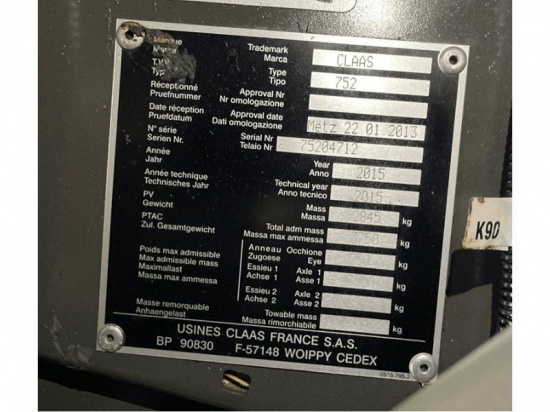 Marque Trademark
Marke Marca CLAAS
Type Type
Tipo 752
Réceptionné Approval Nr
Pruefnummer Nr omologazione
Date réception Approval date
Pruefdatum Dati omologazione Metz 22 01 2013
N° série Serial Nr
Serien Nr. Telaio Nr 75204712
Année Year
Jahr Anno 2015
Année technique Technical year
Technisches Jahr Anno tecnico 2015
PV Mass
Gewicht Massa 2845 kg
PTAC Total adm mass
Zul. Gesamtgewicht Massa max ammessa kg
Poids max admissible Anneau Occhione
Max admissible mass Zugoese Eye kg
Maximallast Essieu 1 Axle 1
Massa max ammessa Achse 1 Asse 1 kg
Essieu 2 Axle 2
Achse 2 Asse 2 kg
Masse remorquable Towable mass
Anhaengelast Massa rimorchiabile kg
USINES CLAAS FRANCE S.A.S.
BP 90830 F-57148 WOIPPY CEDEX
K90